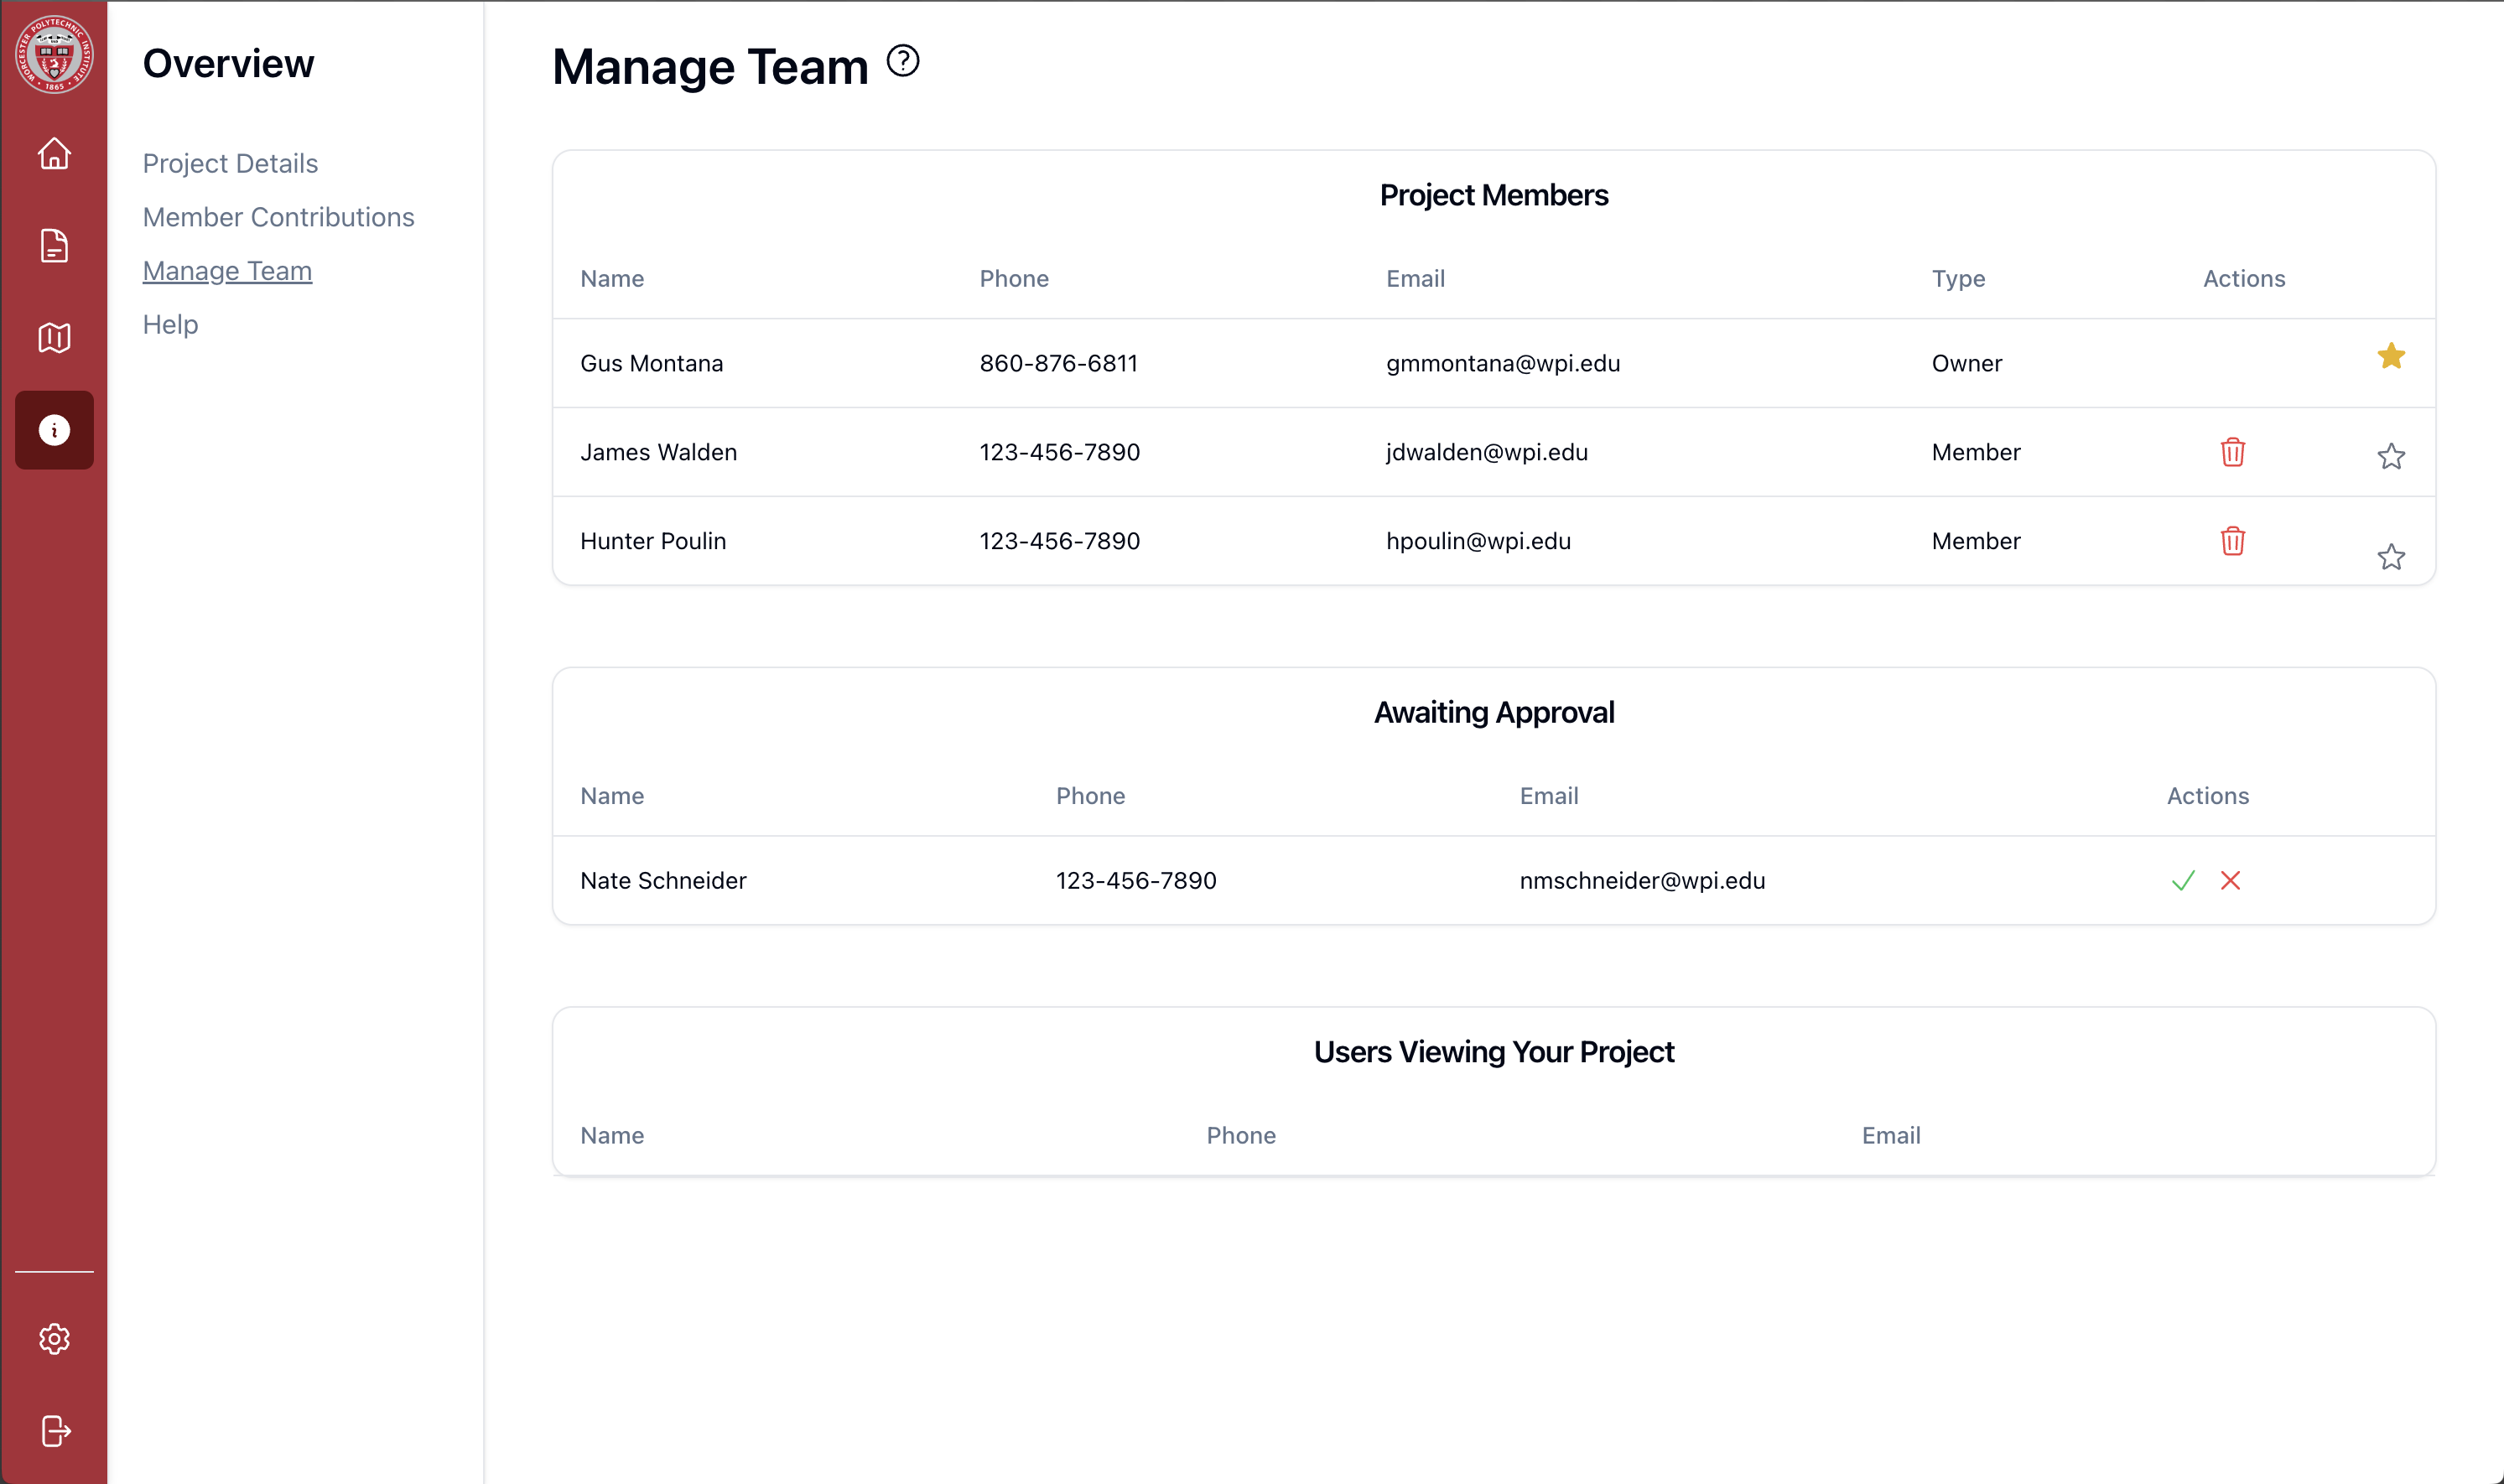 WORCESTER POLYTECHNIC INSTITUTE
1865
Overview
Project Details
Member Contributions
Manage Team
Help
Manage Team ?
Project Members
Name Phone Email Type Actions
Gus Montana 860-876-6811 gmmontana@wpi.edu Owner
James Walden 123-456-7890 jdwalden@wpi.edu Member
Hunter Poulin 123-456-7890 hpoulin@wpi.edu Member
Awaiting Approval
Name Phone Email Actions
Nate Schneider 123-456-7890 nmschneider@wpi.edu
Users Viewing Your Project
Name Phone Email